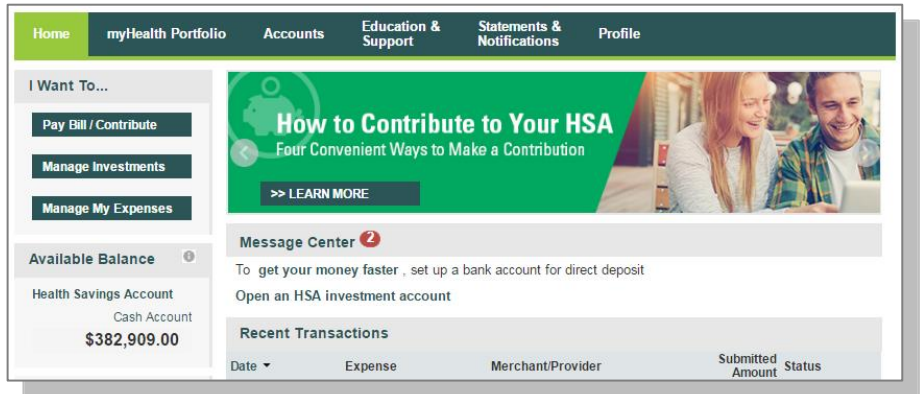 Home myHealth Portfolio Accounts Education & Support Statements & Notifications Profile
I Want To...
Pay Bill / Contribute
Manage Investments
Manage My Expenses
Available Balance
Health Savings Account
Cash Account
$382,909.00
How to Contribute to Your HSA
Four Convenient Ways to Make a Contribution
>> LEARN MORE
Message Center 2
To get your money faster , set up a bank account for direct deposit
Open an HSA investment account
Recent Transactions
Date Expense Merchant/Provider Submitted Amount Status